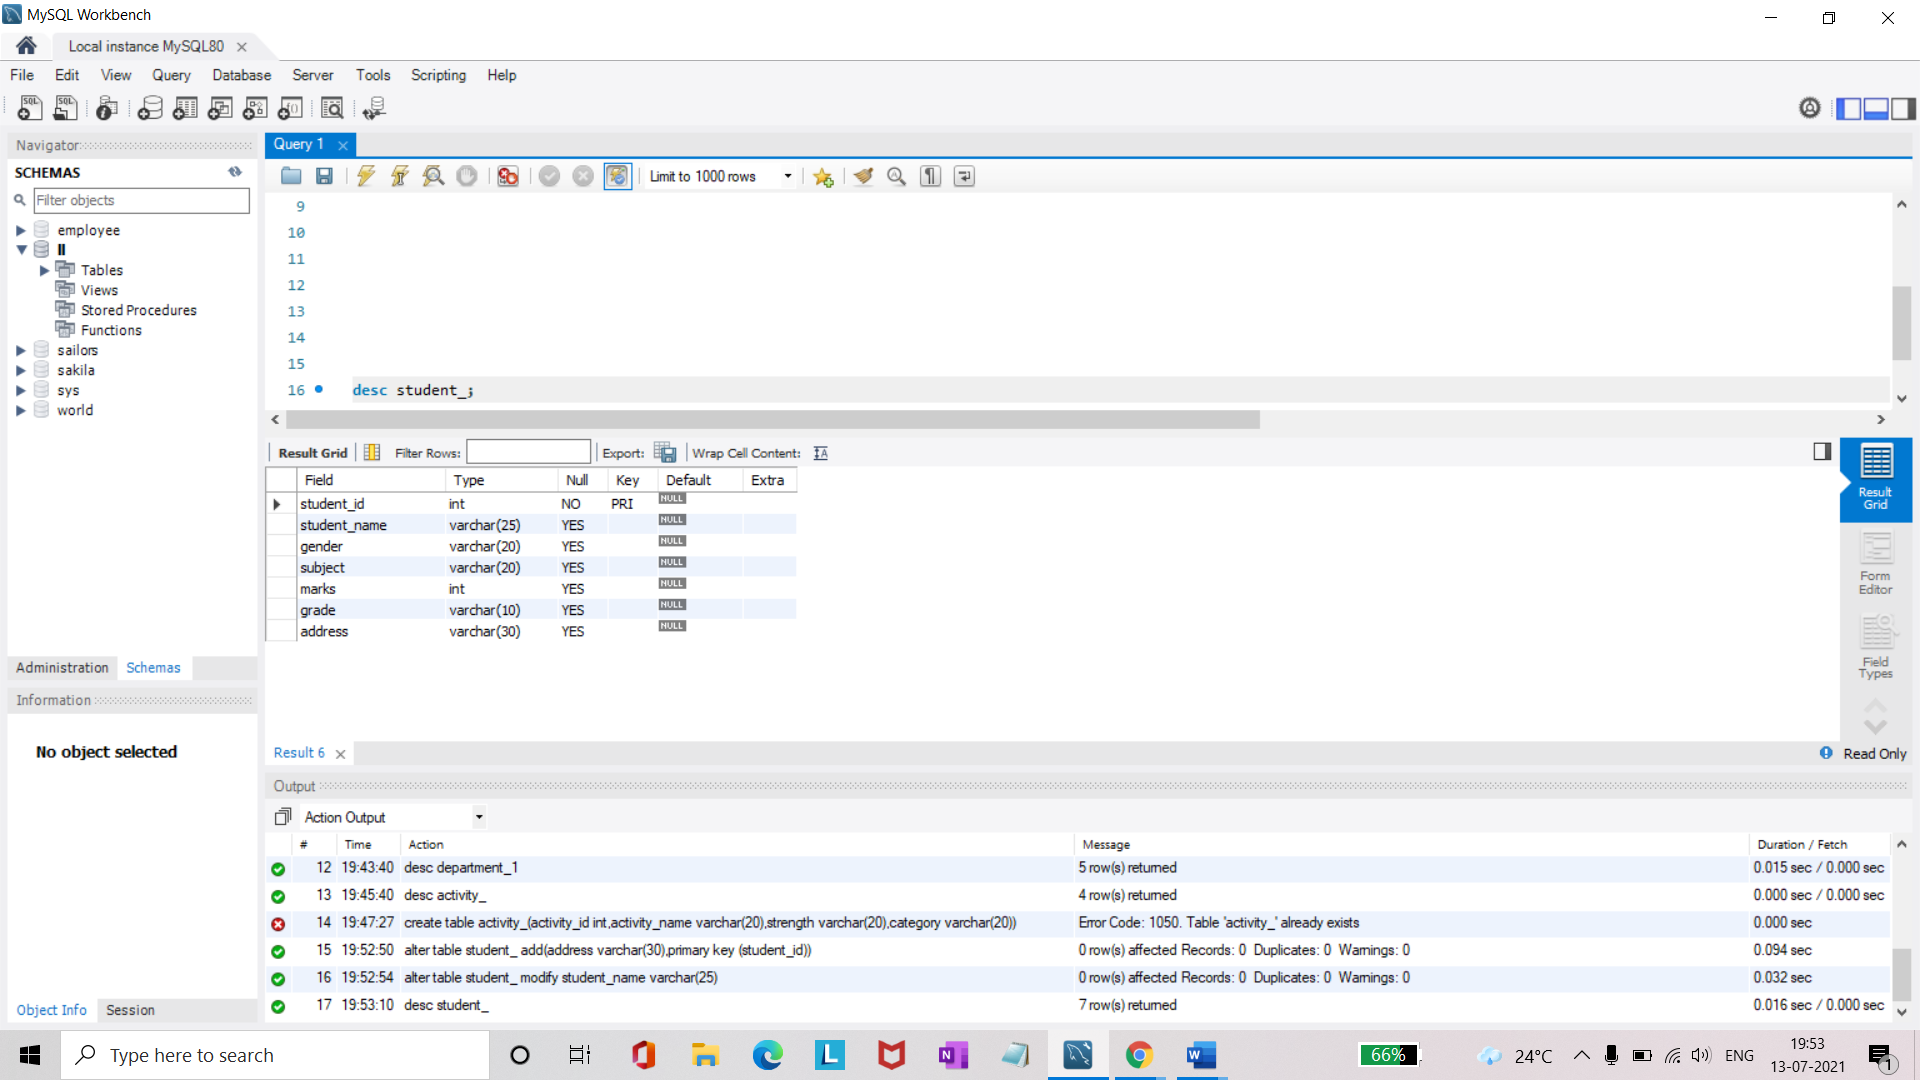 MySQL Workbench
Local instance MySQL80
File Edit View Query Database Server Tools Scripting Help
Navigator
SCHEMAS
Filter objects
employee
ll
Tables
Views
Stored Procedures
Functions
sailors
sakila
sys
world
Administration Schemas
Information
No object selected
Object Info Session
Query 1
Limit to 1000 rows
9
10
11
12
13
14
15
16 desc student_;
Result Grid Filter Rows: Export: Wrap Cell Content:
Field Type Null Key Default Extra
student_id int NO PRI NULL
student_name varchar(25) YES NULL
gender varchar(20) YES NULL
subject varchar(20) YES NULL
marks int YES NULL
grade varchar(10) YES NULL
address varchar(30) YES NULL
Result Grid
Form Editor
Field Types
Result 6
Read Only
Output
Action Output
# Time Action Message Duration / Fetch
12 19:43:40 desc department_1 5 row(s) returned 0.015 sec / 0.000 sec
13 19:45:40 desc activity_ 4 row(s) returned 0.000 sec / 0.000 sec
14 19:47:27 create table activity_(activity_id int,activity_name varchar(20),strength varchar(20),category varchar(20)) Error Code: 1050. Table 'activity_' already exists 0.000 sec
15 19:52:50 alter table student_ add(address varchar(30),primary key (student_id)) 0 row(s) affected Records: 0 Duplicates: 0 Warnings: 0 0.094 sec
16 19:52:54 alter table student_ modify student_name varchar(25) 0 row(s) affected Records: 0 Duplicates: 0 Warnings: 0 0.032 sec
17 19:53:10 desc student_ 7 row(s) returned 0.016 sec / 0.000 sec
Type here to search
66%
24°C
ENG
19:53
13-07-2021
1